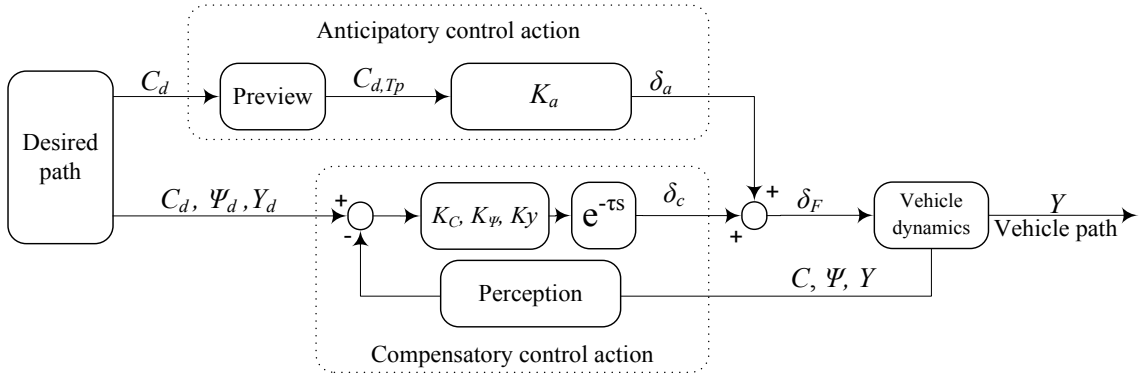 Anticipatory control action
Desired
path
C_d
Preview
C_{d,Tp}
K_a
δ_a
C_d, Ψ_d ,Y_d
+
-
K_C, K_Ψ, Ky
e^{-τs}
δ_c
+
+
δ_F
Vehicle
dynamics
Y
Vehicle path
Perception
C, Ψ, Y
Compensatory control action